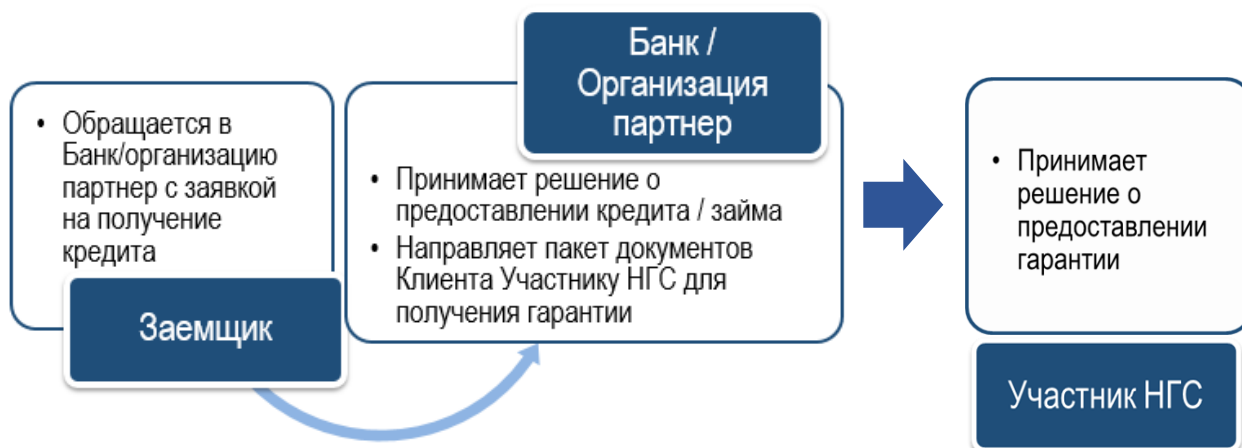 • Обращается в
Банк/организацию
партнер с заявкой
на получение
кредита
Заемщик
Банк /
Организация
партнер
• Принимает решение о
предоставлении кредита / займа
• Направляет пакет документов
Клиента Участнику НГС для
получения гарантии
• Принимает
решение о
предоставлении
гарантии
Участник НГС